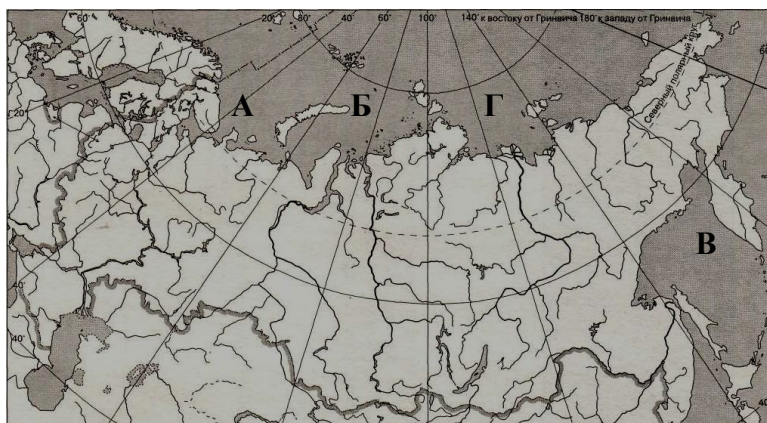 60° 20° 40° 60° 80° 100° 140° к востоку от Гринвича 180° к западу от Гринвича
Северный полярный круг
А Б Г
20°
В
40°
40°